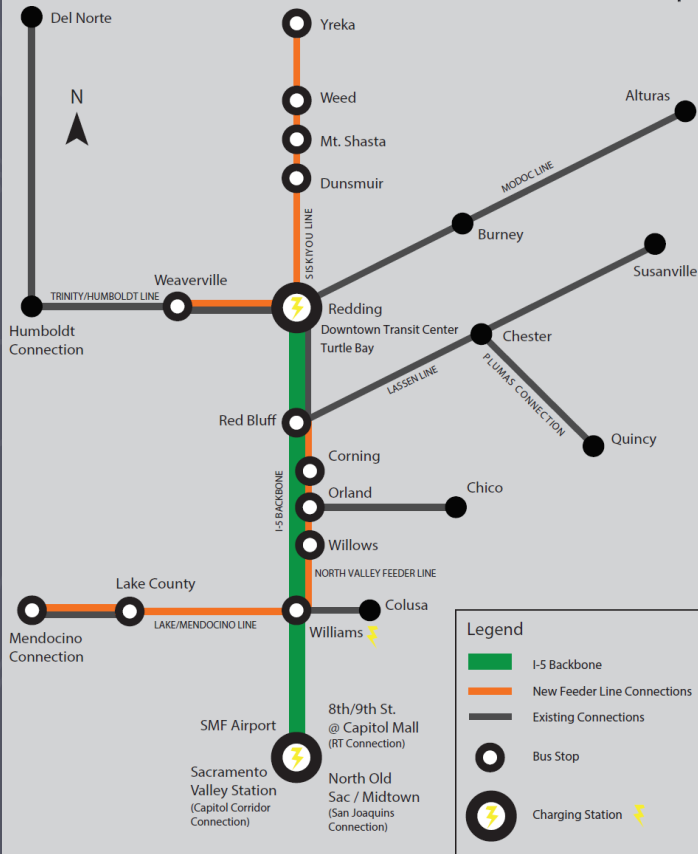 Del Norte
Yreka
N
Weed
Alturas
Mt. Shasta
Dunsmuir
MODOC LINE
SISKIYOU LINE
Burney
Susanville
Weaverville
TRINITY/HUMBOLDT LINE
Redding
Downtown Transit Center
Turtle Bay
Humboldt
Connection
Chester
LASSEN LINE
PLUMAS CONNECTION
Red Bluff
Quincy
Corning
I-5 BACKBONE
Orland
Chico
Willows
NORTH VALLEY FEEDER LINE
Lake County
Colusa
LAKE/MENDOCINO LINE
Williams
Mendocino
Connection
Legend
I-5 Backbone
New Feeder Line Connections
Existing Connections
Bus Stop
Charging Station
SMF Airport
8th/9th St.
@ Capitol Mall
(RT Connection)
Sacramento
Valley Station
(Capitol Corridor
Connection)
North Old
Sac / Midtown
(San Joaquins
Connection)